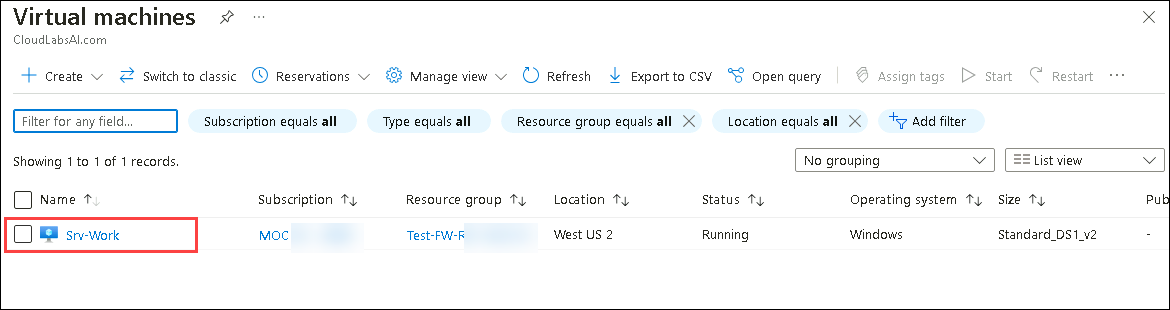 Virtual machines ...
CloudLabsAI.com
Create Switch to classic Reservations Manage view Refresh Export to CSV Open query Assign tags Start Restart ...
Filter for any field... Subscription equals all Type equals all Resource group equals all Location equals all Add filter
Showing 1 to 1 of 1 records. No grouping List view
Name Subscription Resource group Location Status Operating system Size Pub
Srv-Work MOC Test-FW-R West US 2 Running Windows Standard_DS1_v2 -